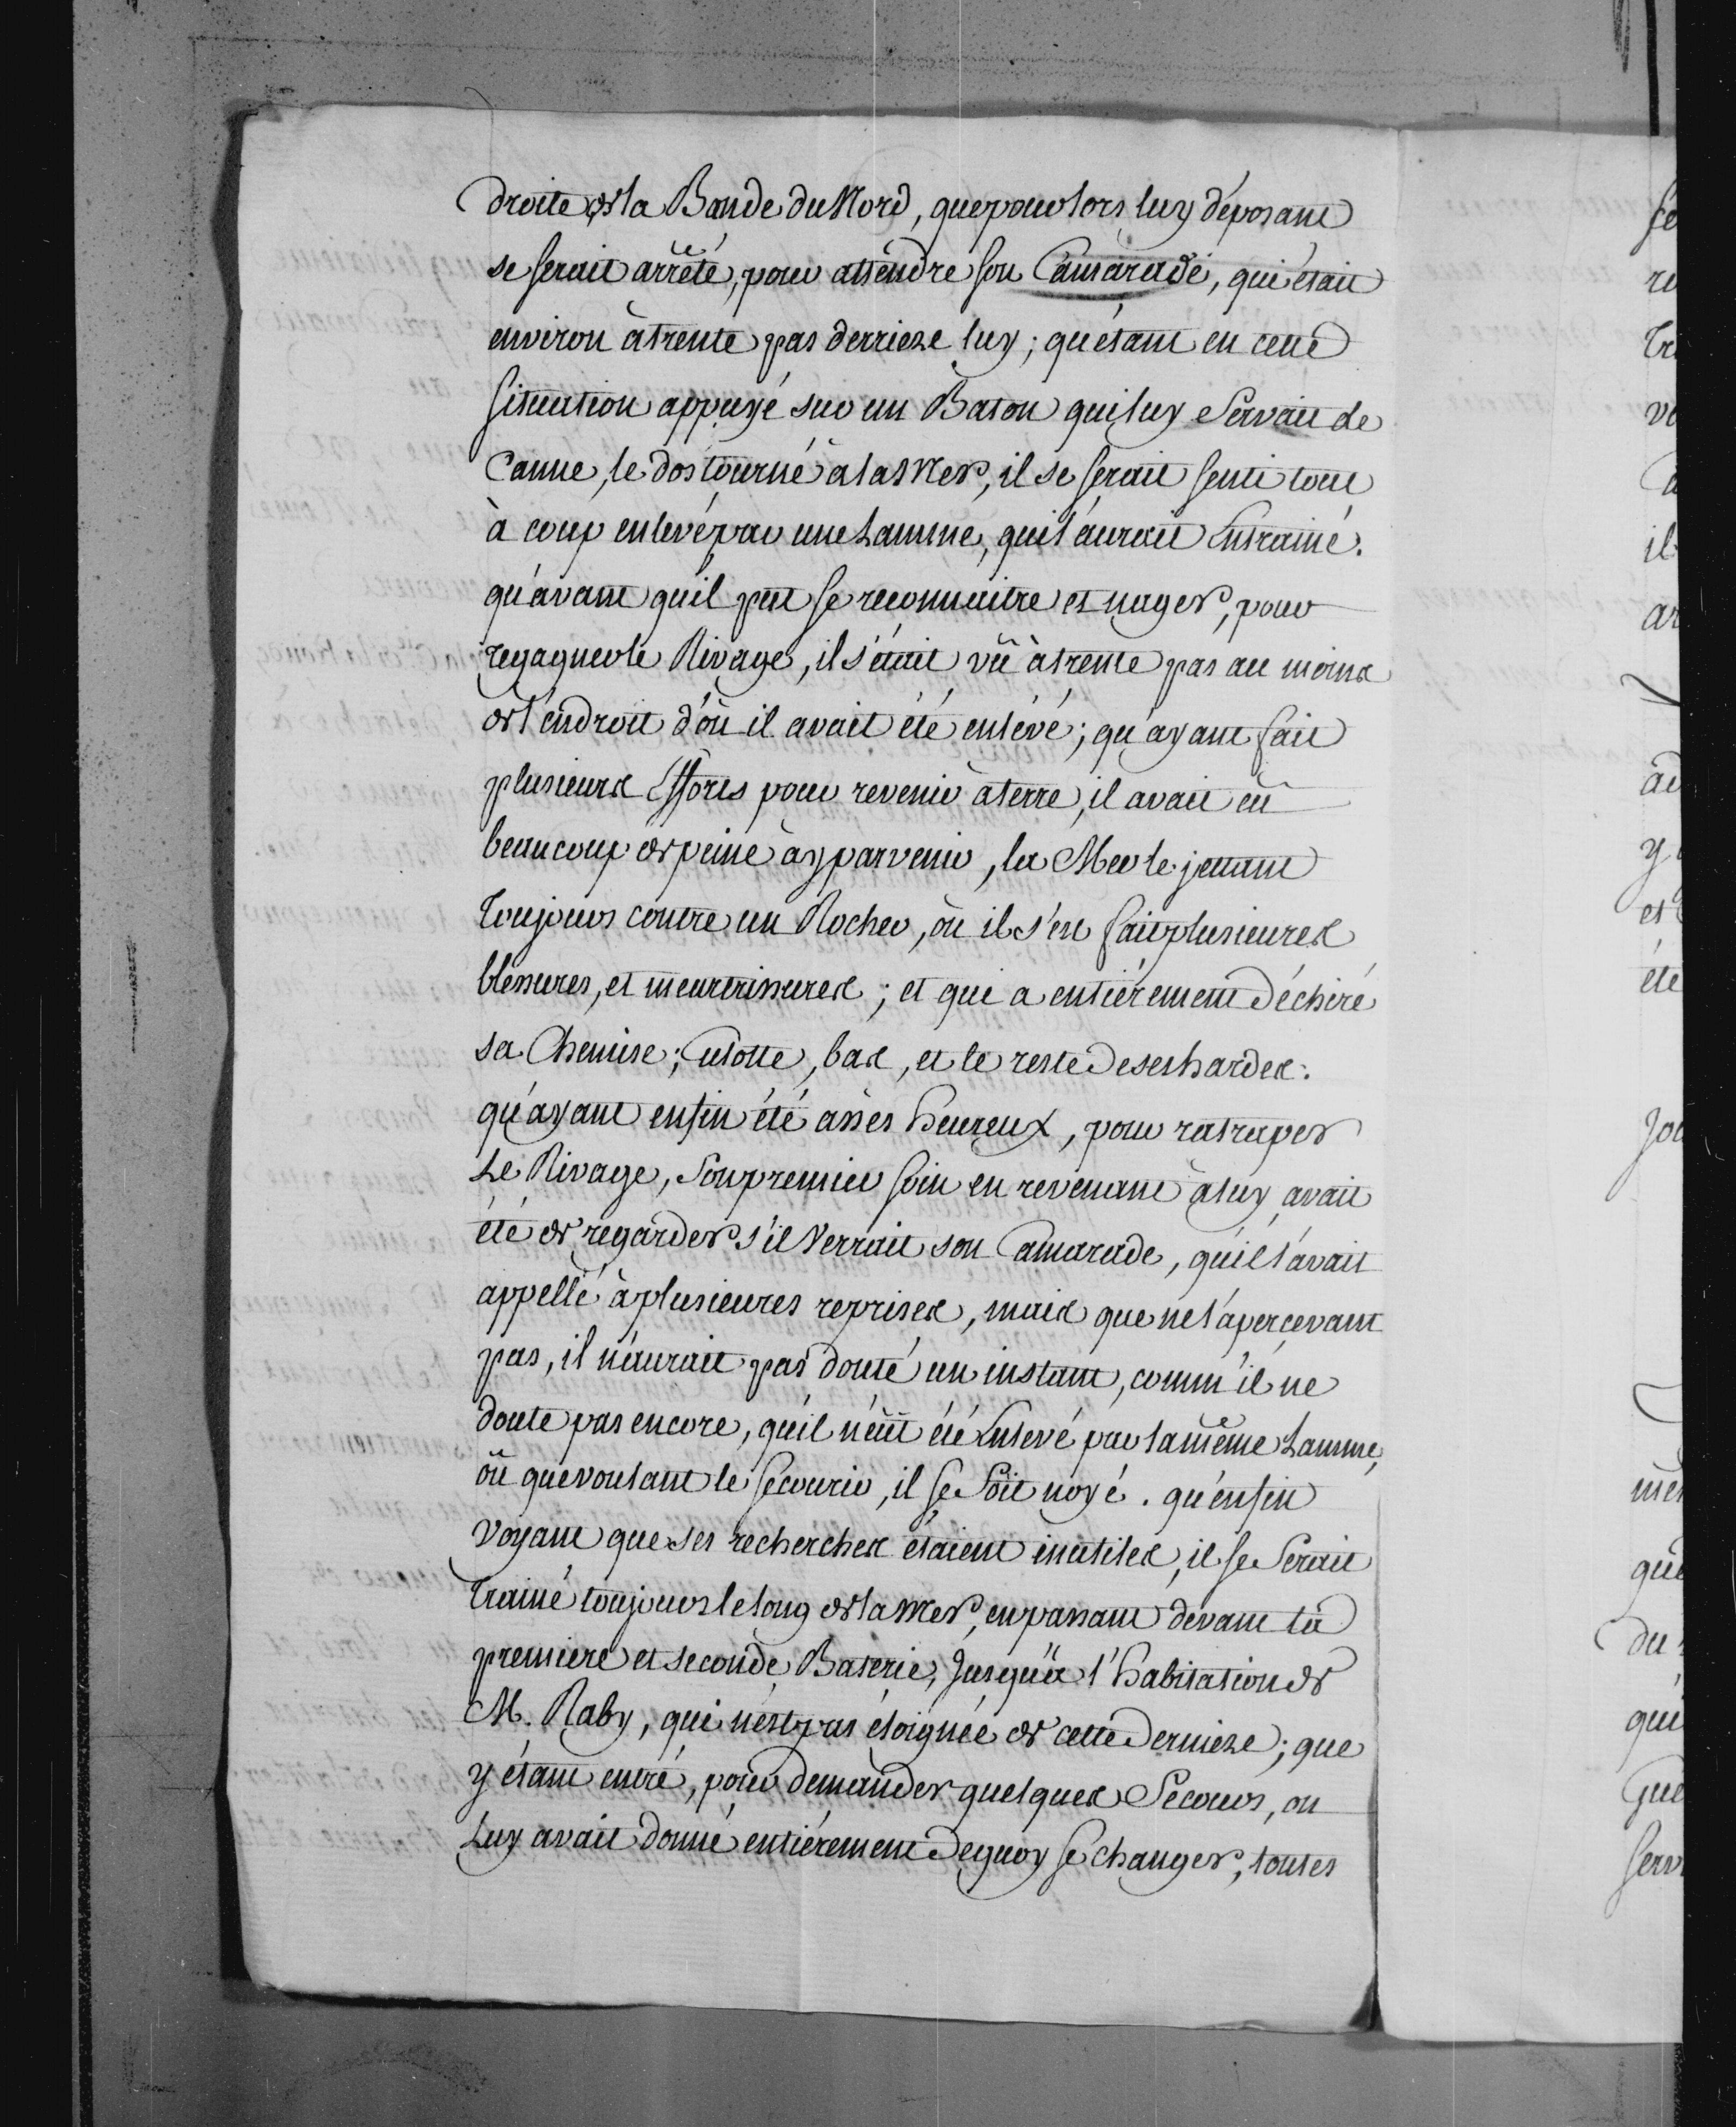 droite de la Bande du Nord, que pour lors luy déposant
se serait arrêté, pour attendre son Camarade, qui était
environ à trente pas derriere luy; qu'étant en cette
situation appuyé sur un Baton qui luy servait de
Canne, le dos tourné à la Mer, il se serait senti tout
à coup enlevé par une Lamme, qui l'aurait Entrainé.
qu'avant qu'il put se reconnaitre et nager, pour
regagner le Rivage, il s'était vû à trente pas au moins
de l'endroit d'où il avait été enlevé; qu'ayant fait
plusieurs Efforts pour revenir à terre, il avait eû
beaucoup de peine à y parvenir, la Mer le jettant
toujours contre un Rocher, où il s'est fait plusieures
blessures, et meurtrissures; et qui a entiérement déchiré
sa Chemise; culotte, bas, et le reste de ses hardes.
qu'ayant enfin été assés heureux, pour ratraper
Le Rivage, son premier soin en revenant à luy avait
été de regarder s'il verrait son Camarade, qu'il l'avait
appellé à plusieures reprises, mais que ne l'apercevant
pas, il n'aurait pas douté un instant, comm'il ne
doute pas encore, qu'il n'eût été Enlevé par la même Lamme,
où que voulant le secourir, il se soit noyé. qu'enfin
voyant que ses recherches étaient inutiles, il se serait
trainé toujours le long de la Mer, en passant devant la
premiere et seconde Baterie, jusqu'à l'habitation de
M. Raby, qui n'est pas éloignée de cette derniere; que
y étant entré, pour demander quelques Secours, on
Luy avait donné entiérement de quoy se changer, toutes